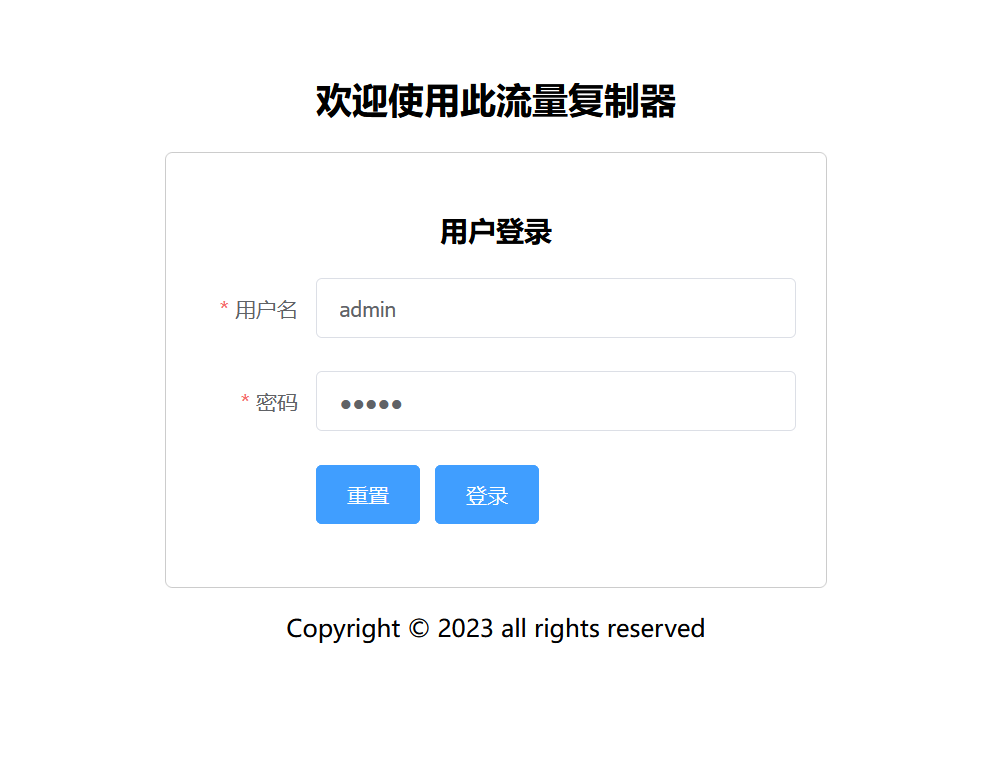 欢迎使用此流量复制器
用户登录
* 用户名 admin
* 密码 •••••
重置 登录
Copyright © 2023 all rights reserved